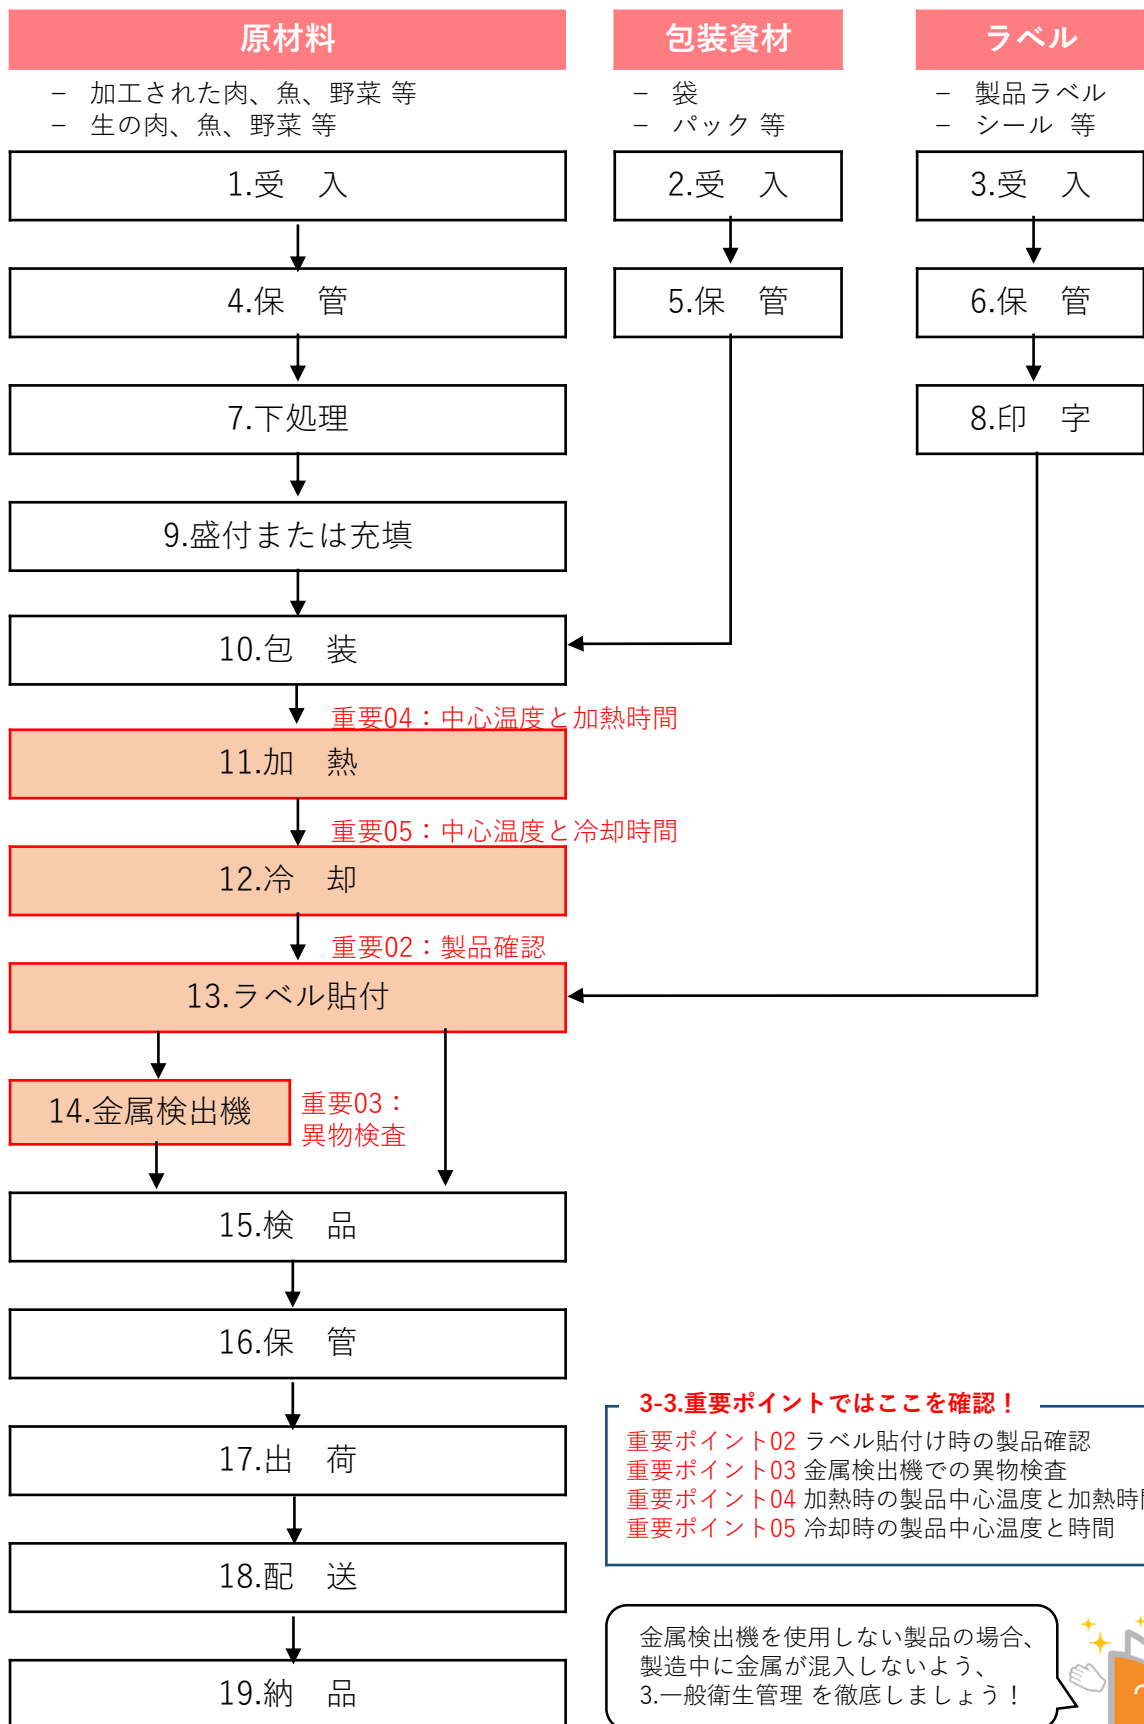 原材料
包装資材
ラベル
− 加工された肉、魚、野菜 等
− 生の肉、魚、野菜 等
− 袋
− パック 等
− 製品ラベル
− シール 等
1.受　入
2.受　入
3.受　入
4.保　管
5.保　管
6.保　管
7.下処理
8.印　字
9.盛付または充填
10.包　装
重要04：中心温度と加熱時間
11.加　熱
重要05：中心温度と冷却時間
12.冷　却
重要02：製品確認
13.ラベル貼付
14.金属検出機
重要03：
異物検査
15.検　品
16.保　管
17.出　荷
18.配　送
19.納　品
3-3.重要ポイントではここを確認！
重要ポイント02 ラベル貼付け時の製品確認
重要ポイント03 金属検出機での異物検査
重要ポイント04 加熱時の製品中心温度と加熱時
重要ポイント05 冷却時の製品中心温度と時間
金属検出機を使用しない製品の場合、
製造中に金属が混入しないよう、
3.一般衛生管理 を徹底しましょう！